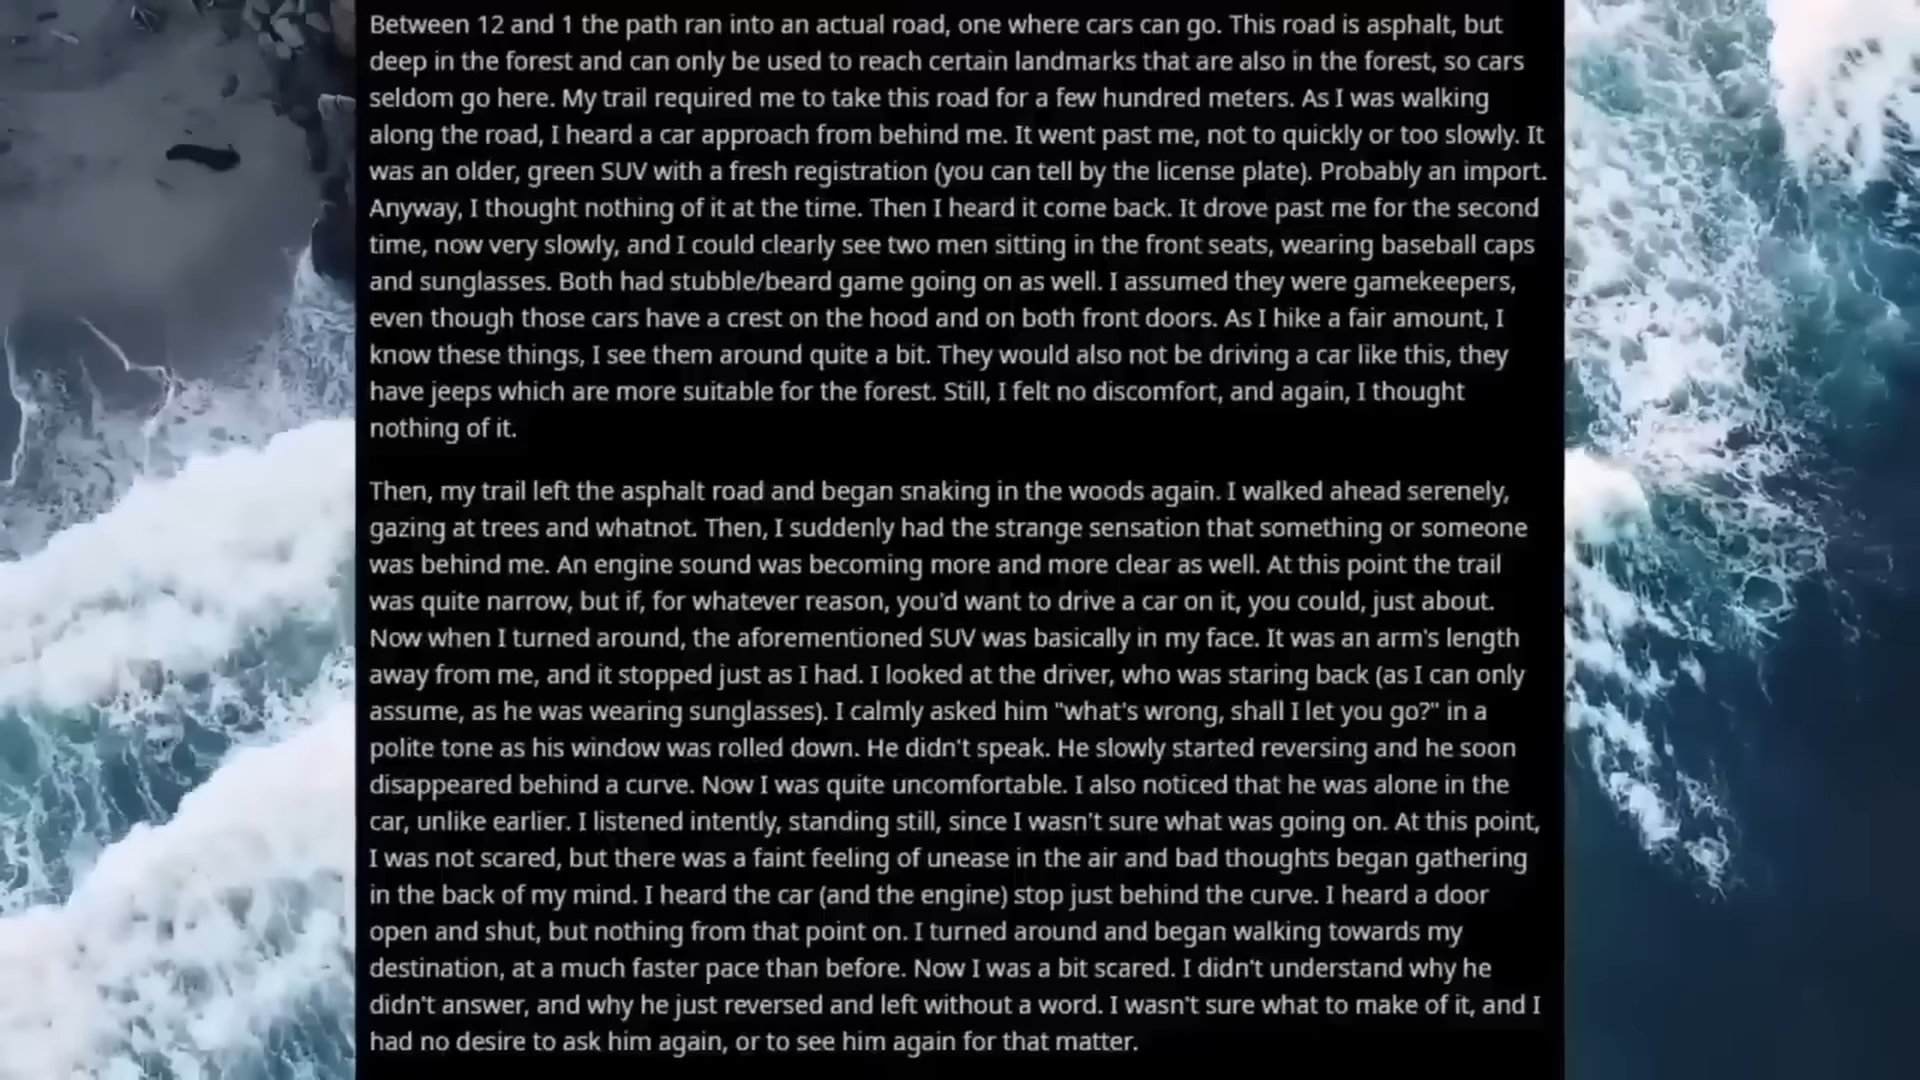 Between 12 and 1 the path ran into an actual road, one where cars can go. This road is asphalt, but
deep in the forest and can only be used to reach certain landmarks that are also in the forest, so cars
seldom go here. My trail required me to take this road for a few hundred meters. As I was walking
along the road, I heard a car approach from behind me. It went past me, not to quickly or too slowly. It
was an older, green SUV with a fresh registration (you can tell by the license plate). Probably an import.
Anyway, I thought nothing of it at the time. Then I heard it come back. It drove past me for the second
time, now very slowly, and I could clearly see two men sitting in the front seats, wearing baseball caps
and sunglasses. Both had stubble/beard game going on as well. I assumed they were gamekeepers,
even though those cars have a crest on the hood and on both front doors. As I hike a fair amount, I
know these things, I see them around quite a bit. They would also not be driving a car like this, they
have jeeps which are more suitable for the forest. Still, I felt no discomfort, and again, I thought
nothing of it.
Then, my trail left the asphalt road and began snaking in the woods again. I walked ahead serenely,
gazing at trees and whatnot. Then, I suddenly had the strange sensation that something or someone
was behind me. An engine sound was becoming more and more clear as well. At this point the trail
was quite narrow, but if, for whatever reason, you'd want to drive a car on it, you could, just about.
Now when I turned around, the aforementioned SUV was basically in my face. It was an arm's length
away from me, and it stopped just as I had. I looked at the driver, who was staring back (as I can only
assume, as he was wearing sunglasses). I calmly asked him "what's wrong, shall I let you go?" in a
polite tone as his window was rolled down. He didn't speak. He slowly started reversing and he soon
disappeared behind a curve. Now I was quite uncomfortable. I also noticed that he was alone in the
car, unlike earlier. I listened intently, standing still, since I wasn't sure what was going on. At this point,
I was not scared, but there was a faint feeling of unease in the air and bad thoughts began gathering
in the back of my mind. I heard the car (and the engine) stop just behind the curve. I heard a door
open and shut, but nothing from that point on. I turned around and began walking towards my
destination, at a much faster pace than before. Now I was a bit scared. I didn't understand why he
didn't answer, and why he just reversed and left without a word. I wasn't sure what to make of it, and I
had no desire to ask him again, or to see him again for that matter.